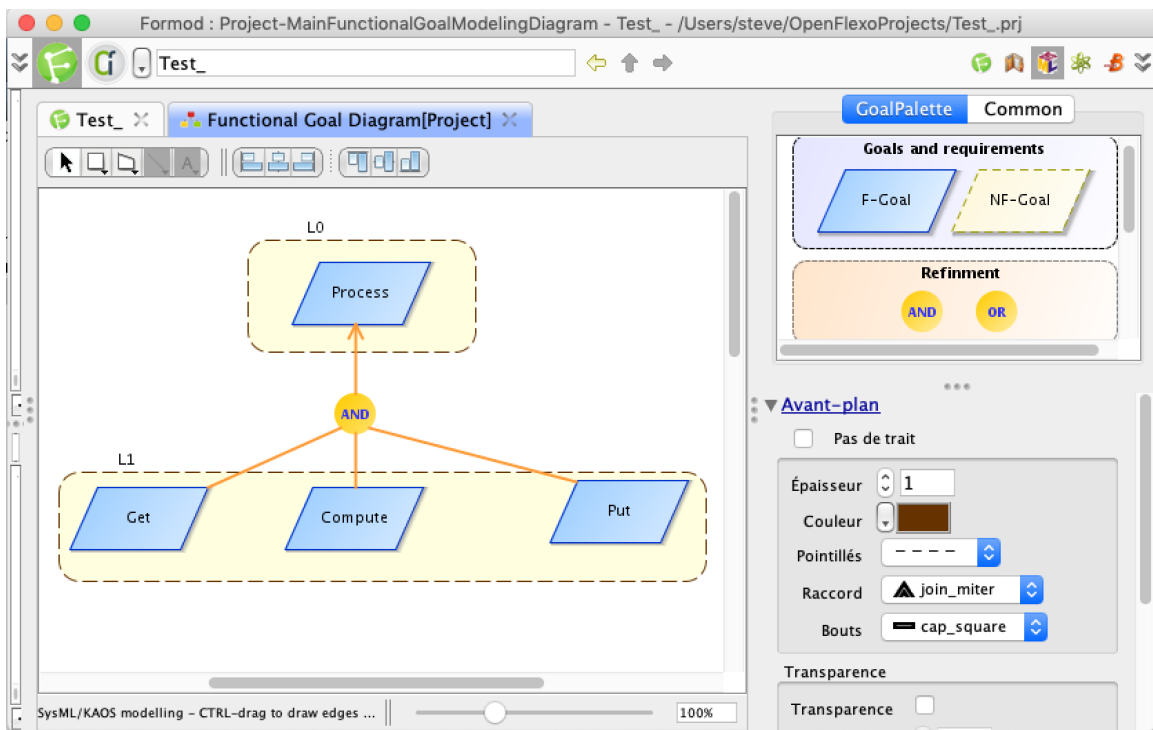 Formod : Project-MainFunctionalGoalModelingDiagram - Test_ - /Users/steve/OpenFlexoProjects/Test_.prj
Test_
Test_
Functional Goal Diagram[Project]
A
L0
Process
AND
L1
Get
Compute
Put
SysML/KAOS modelling - CTRL-drag to draw edges ...
100%
GoalPalette
Common
Goals and requirements
F-Goal
NF-Goal
Refinment
AND
OR
Avant-plan
Pas de trait
Épaisseur
1
Couleur
Pointillés
Raccord
join_miter
Bouts
cap_square
Transparence
Transparence